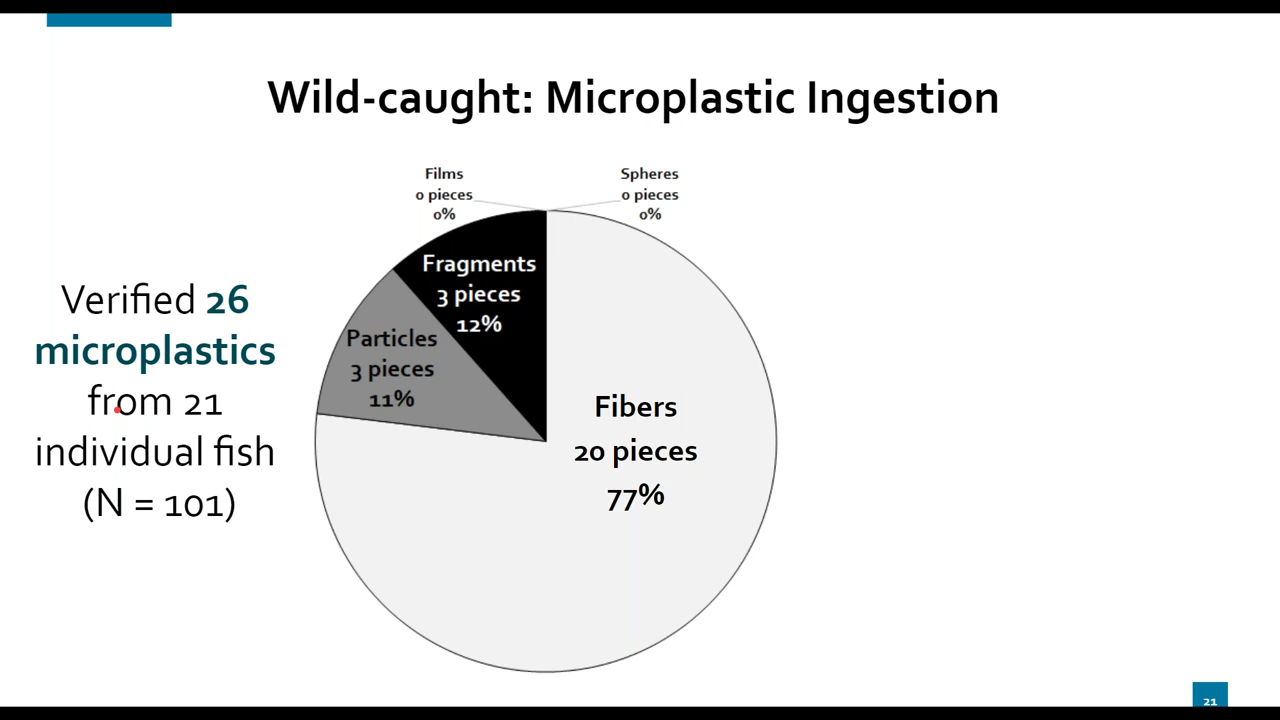 Wild-caught: Microplastic Ingestion
Films
0 pieces
0%
Spheres
0 pieces
0%
Fragments
3 pieces
12%
Particles
3 pieces
11%
Fibers
20 pieces
77%
Verified 26
microplastics
from 21
individual fish
(N = 101)
21